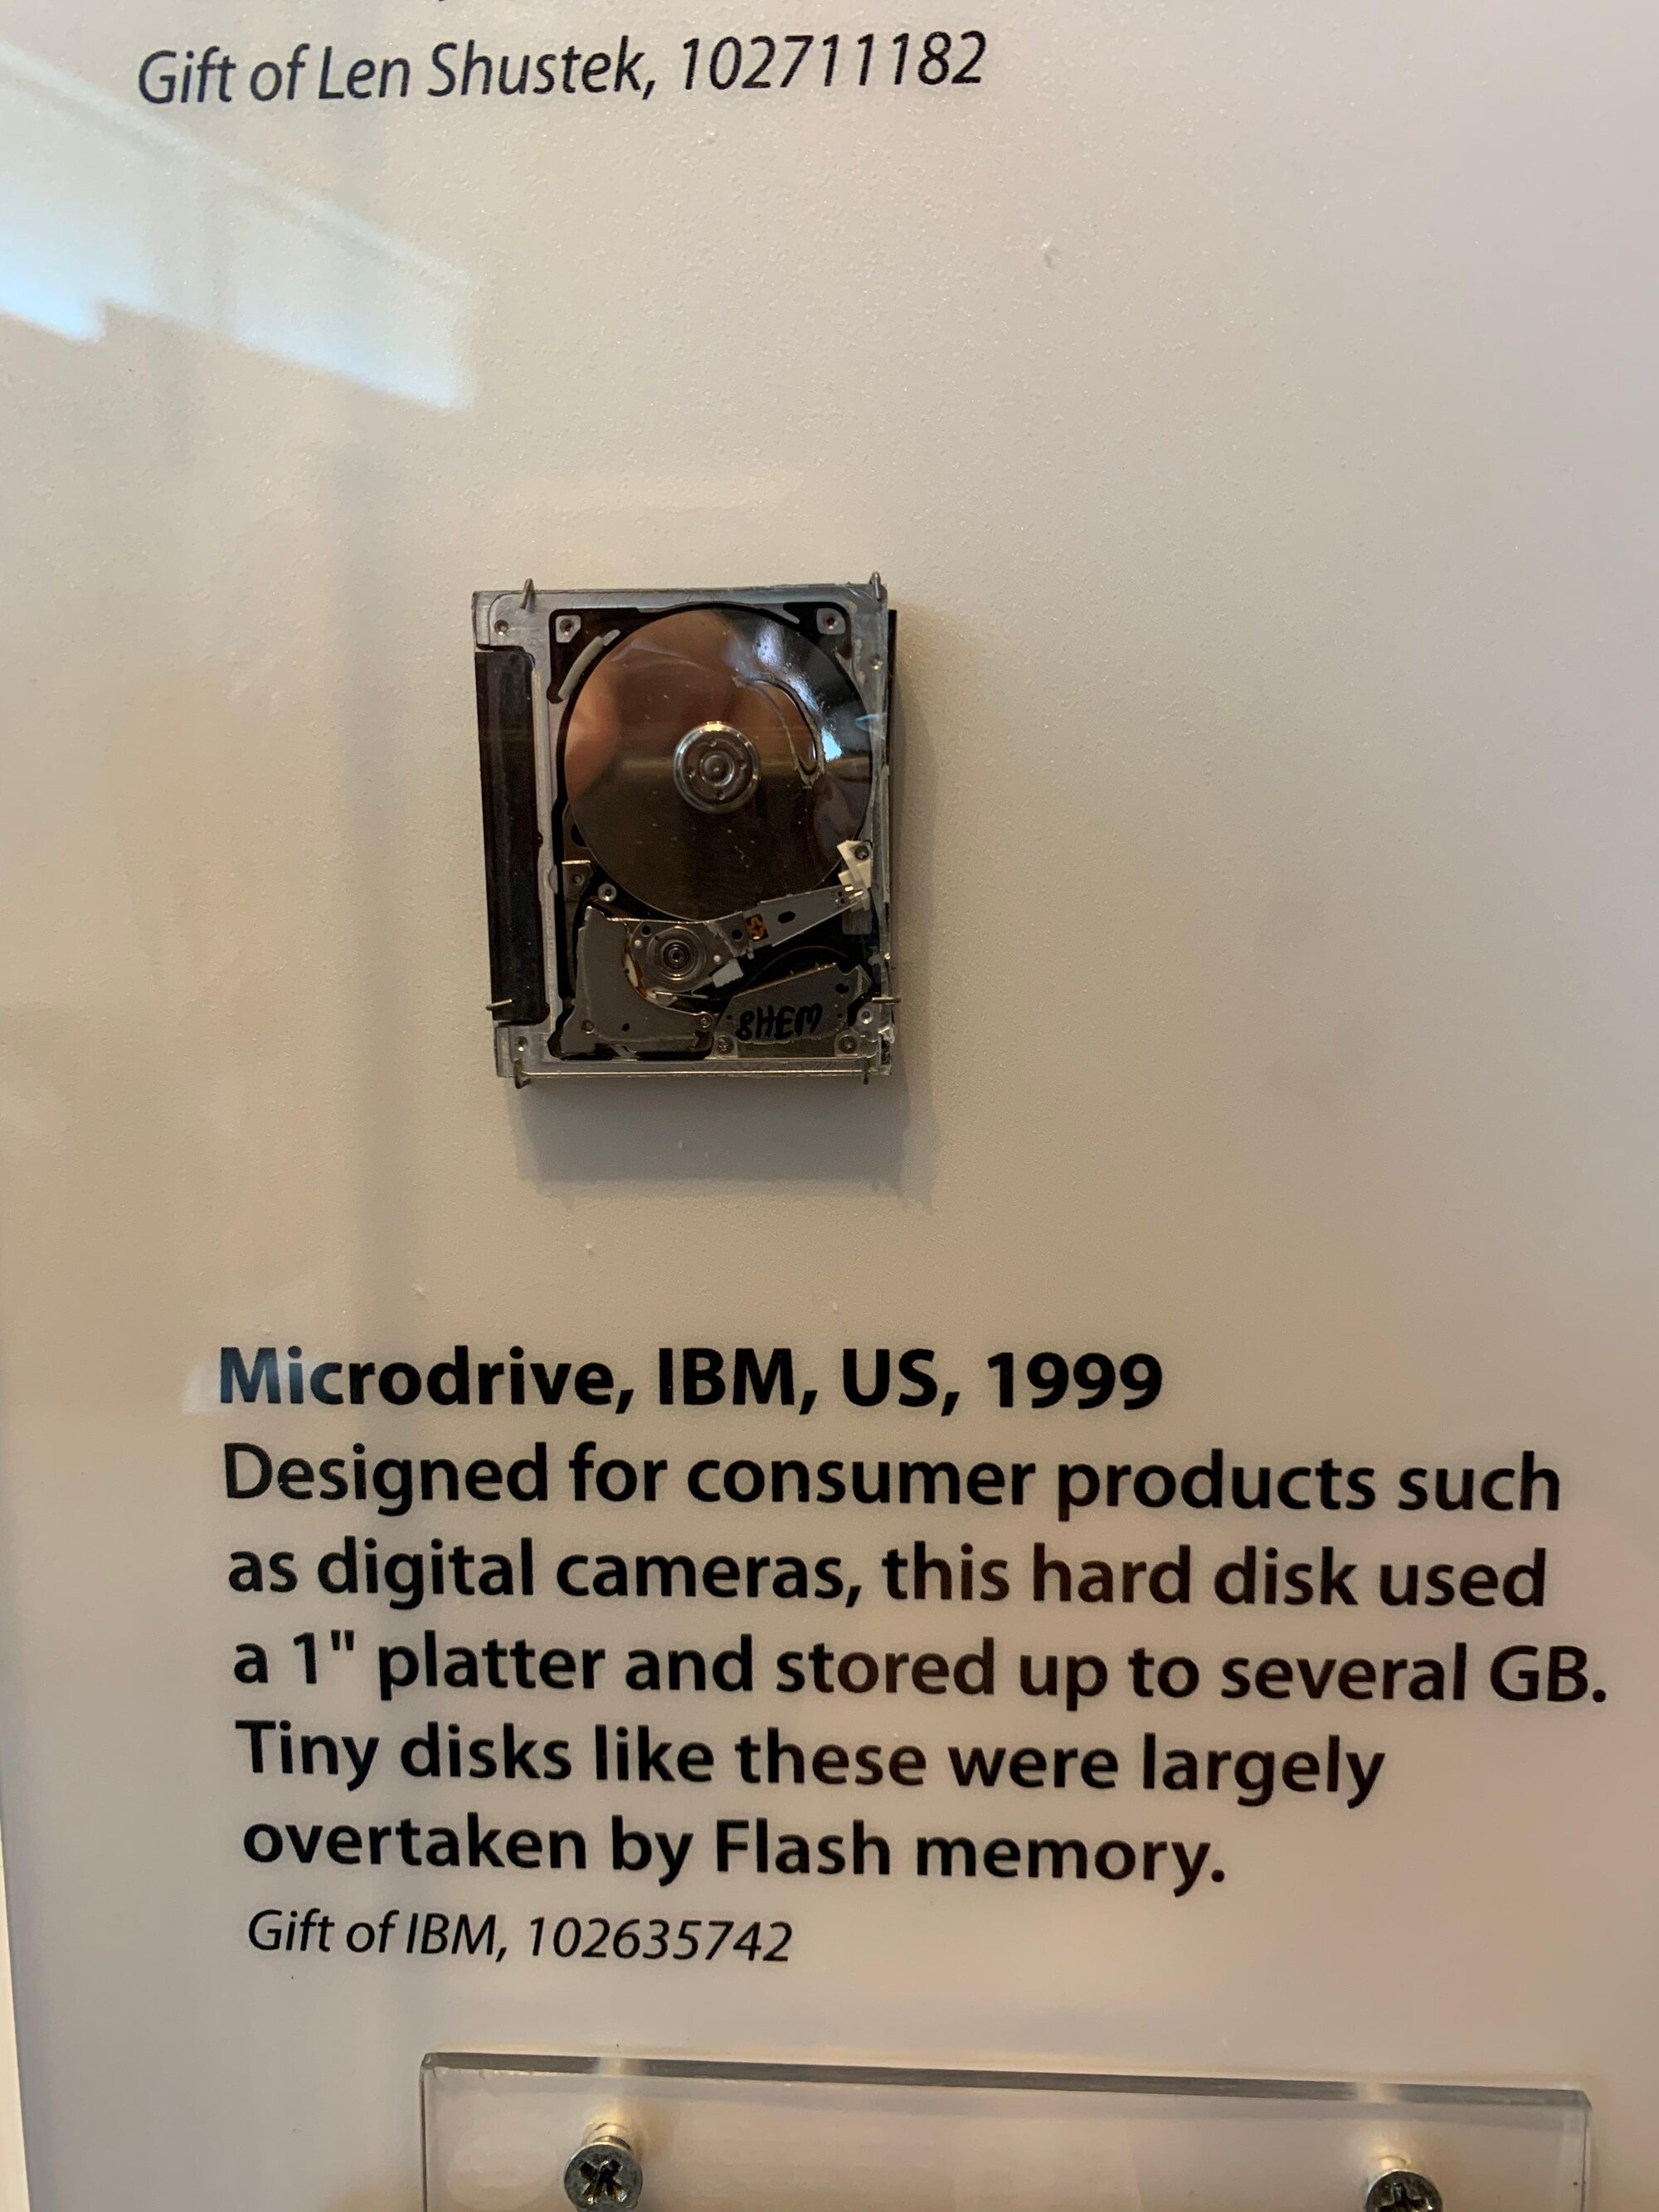 Gift of Len Shustek, 102711182
8HEM
Microdrive, IBM, US, 1999
Designed for consumer products such
as digital cameras, this hard disk used
a 1" platter and stored up to several GB.
Tiny disks like these were largely
overtaken by Flash memory.
Gift of IBM, 102635742